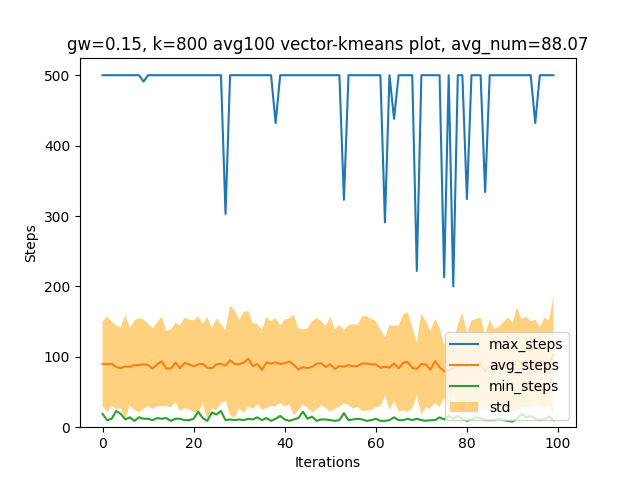 gw=0.15, k=800 avg100 vector-kmeans plot, avg_num=88.07
500
400
300
200
100
0
Steps
max_steps
avg_steps
min_steps
std
0
20
40
60
80
100
Iterations